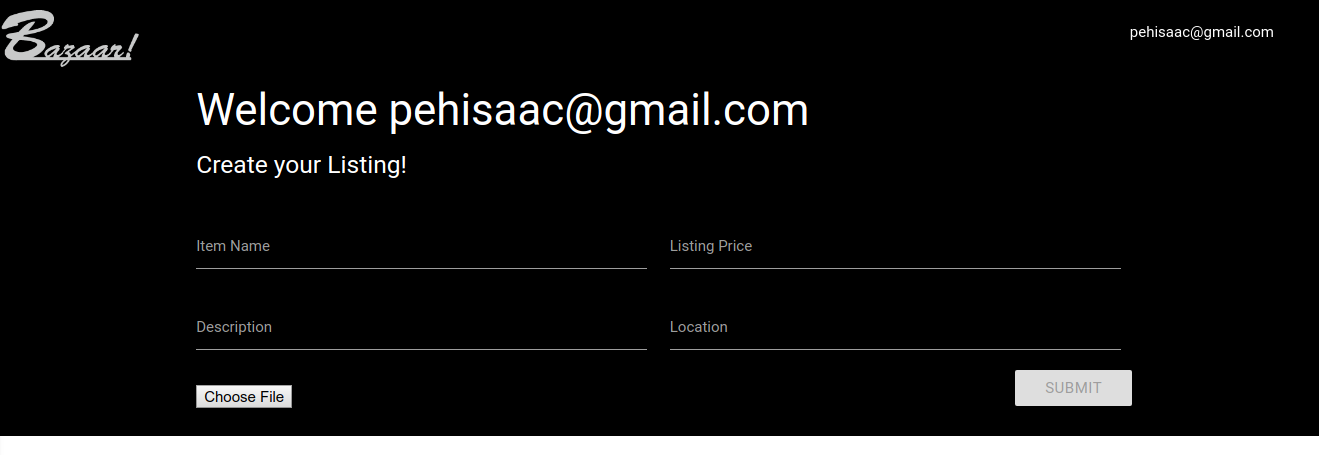 Bazaar!
pehisaac@gmail.com
Welcome pehisaac@gmail.com
Create your Listing!
Item Name
Listing Price
Description
Location
Choose File
SUBMIT